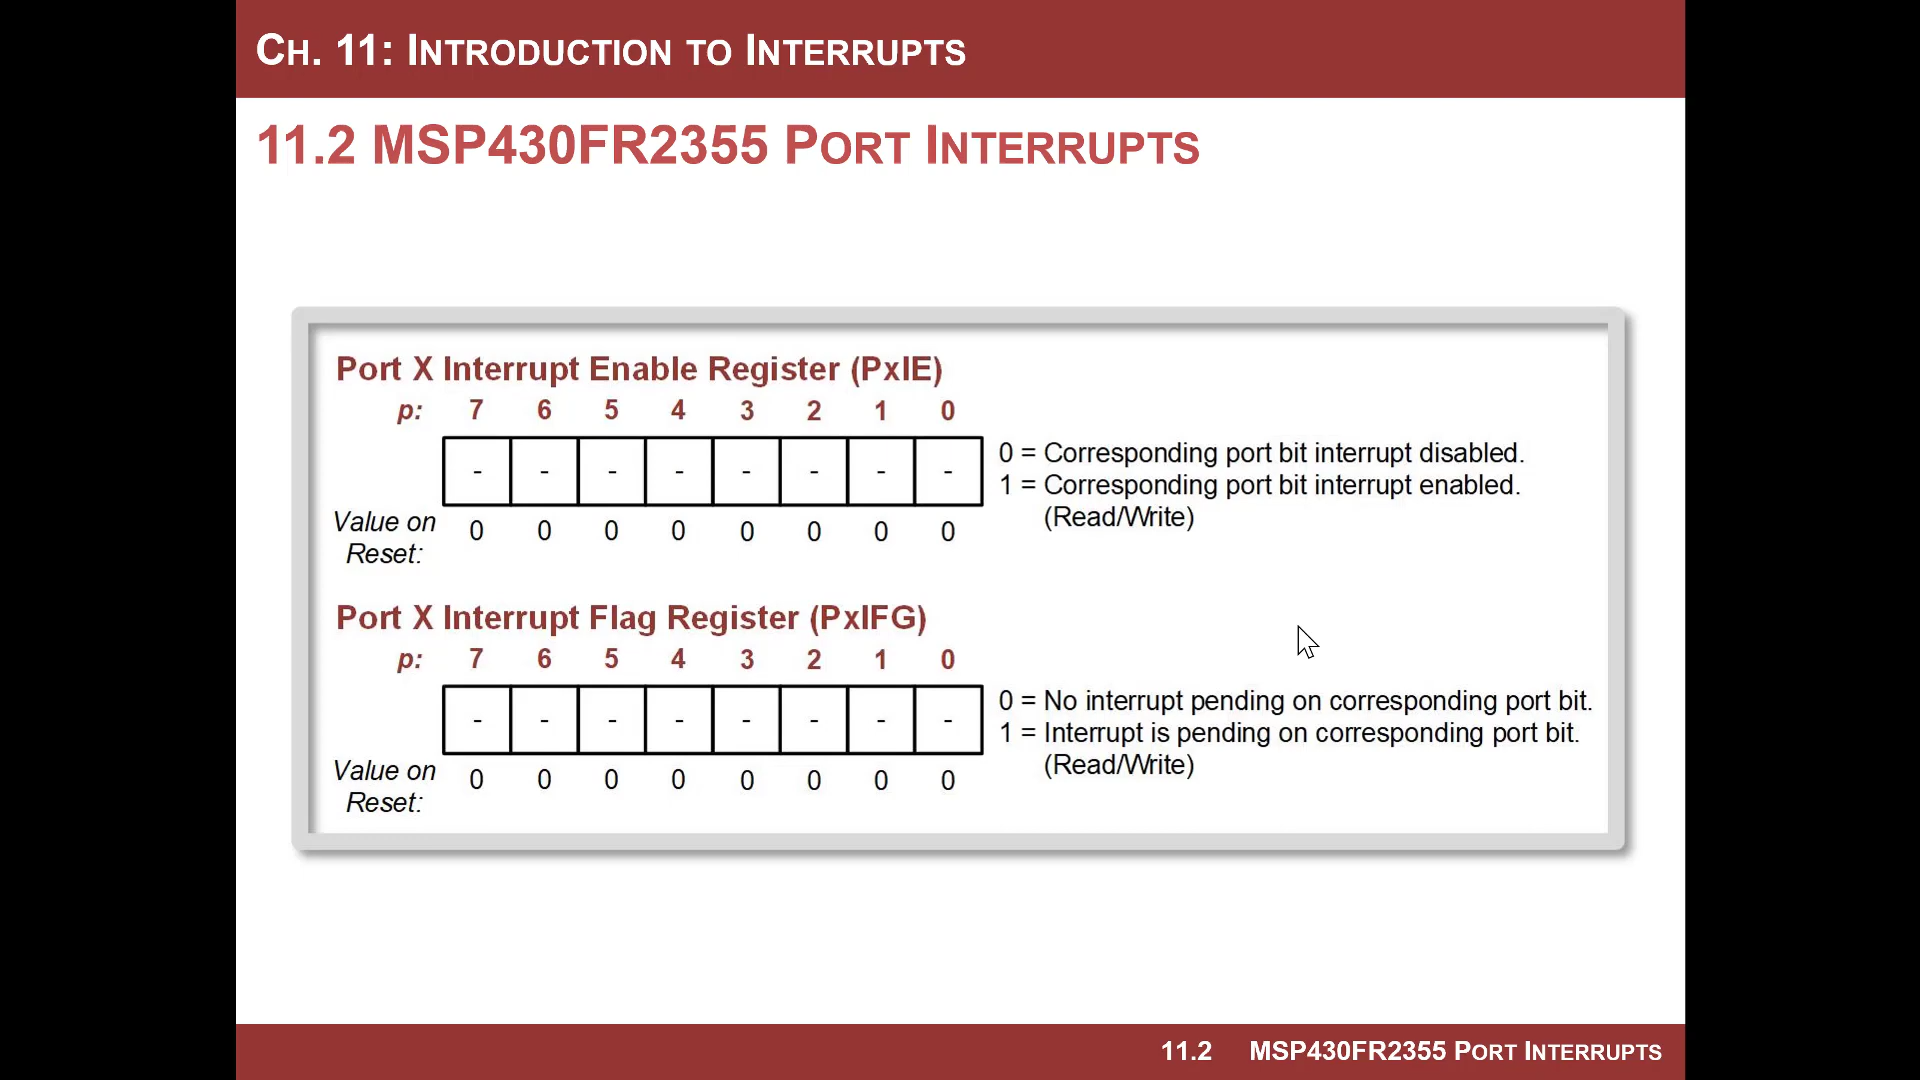 CH. 11: INTRODUCTION TO INTERRUPTS
11.2 MSP430FR2355 PORT INTERRUPTS
Port X Interrupt Enable Register (PxIE)
p: 7 6 5 4 3 2 1 0
- - - - - - - -
0 = Corresponding port bit interrupt disabled.
1 = Corresponding port bit interrupt enabled.
(Read/Write)
Value on
Reset:
0 0 0 0 0 0 0 0
Port X Interrupt Flag Register (PxIFG)
p: 7 6 5 4 3 2 1 0
- - - - - - - -
0 = No interrupt pending on corresponding port bit.
1 = Interrupt is pending on corresponding port bit.
(Read/Write)
Value on
Reset:
0 0 0 0 0 0 0 0
11.2 MSP430FR2355 PORT INTERRUPTS